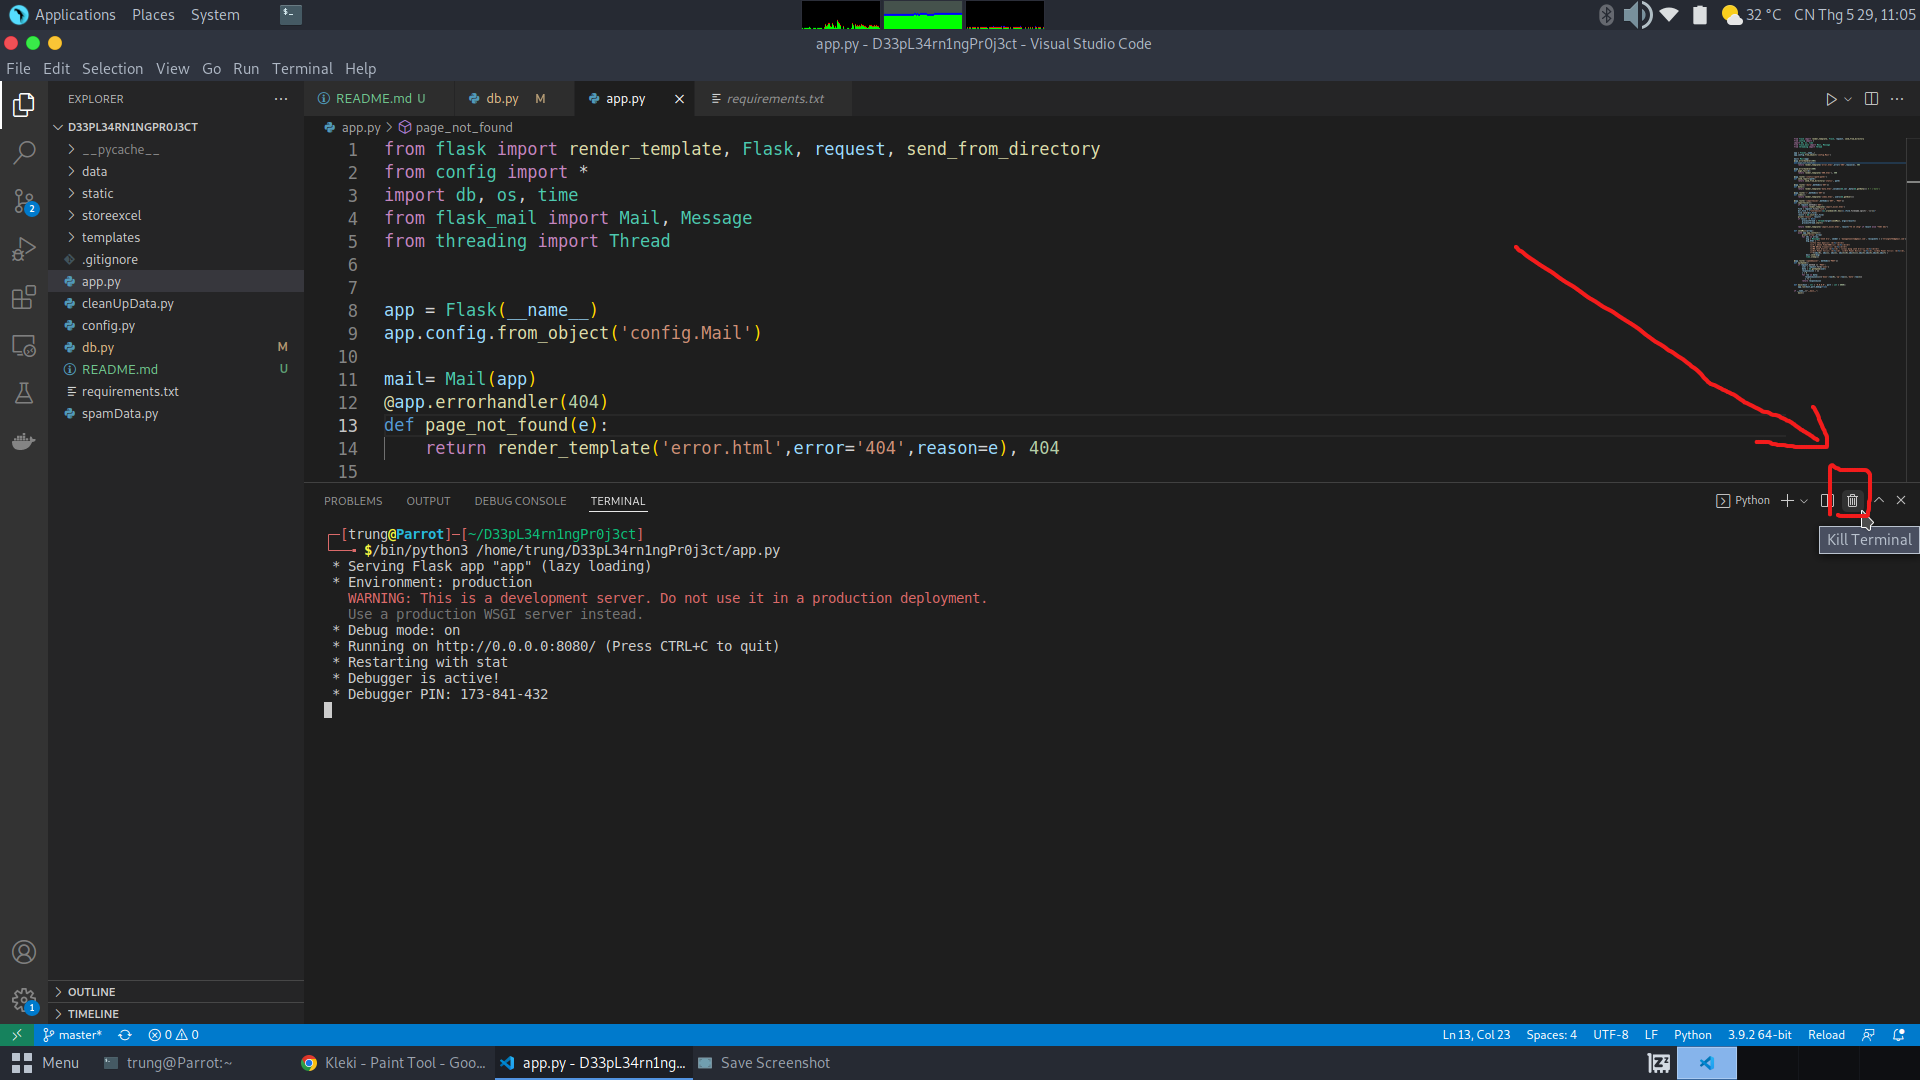 Applications Places System
32 °C CN Thg 5 29, 11:05
app.py - D33pL34rn1ngPr0j3ct - Visual Studio Code
File Edit Selection View Go Run Terminal Help
EXPLORER
README.md U db.py M app.py requirements.txt
D33PL34RN1NGPR0J3CT
app.py > page_not_found
__pycache__
data
static
storeexcel
templates
.gitignore
app.py
cleanUpData.py
config.py
db.py M
README.md U
requirements.txt
spamData.py
2
1 from flask import render_template, Flask, request, send_from_directory
2 from config import *
3 import db, os, time
4 from flask_mail import Mail, Message
5 from threading import Thread
6
7
8 app = Flask(__name__)
9 app.config.from_object('config.Mail')
10
11 mail= Mail(app)
12 @app.errorhandler(404)
13 def page_not_found(e):
14 return render_template('error.html',error='404',reason=e), 404
15
PROBLEMS OUTPUT DEBUG CONSOLE TERMINAL
Python
Kill Terminal
[trung@Parrot]─[~/D33pL34rn1ngPr0j3ct]
$/bin/python3 /home/trung/D33pL34rn1ngPr0j3ct/app.py
* Serving Flask app "app" (lazy loading)
* Environment: production
WARNING: This is a development server. Do not use it in a production deployment.
Use a production WSGI server instead.
* Debug mode: on
* Running on http://0.0.0.0:8080/ (Press CTRL+C to quit)
* Restarting with stat
* Debugger is active!
* Debugger PIN: 173-841-432
OUTLINE
1
TIMELINE
master* 0 0
Ln 13, Col 23 Spaces: 4 UTF-8 LF Python 3.9.2 64-bit Reload
Menu trung@Parrot:~ Kleki - Paint Tool - Goo... app.py - D33pL34rn1ng... Save Screenshot